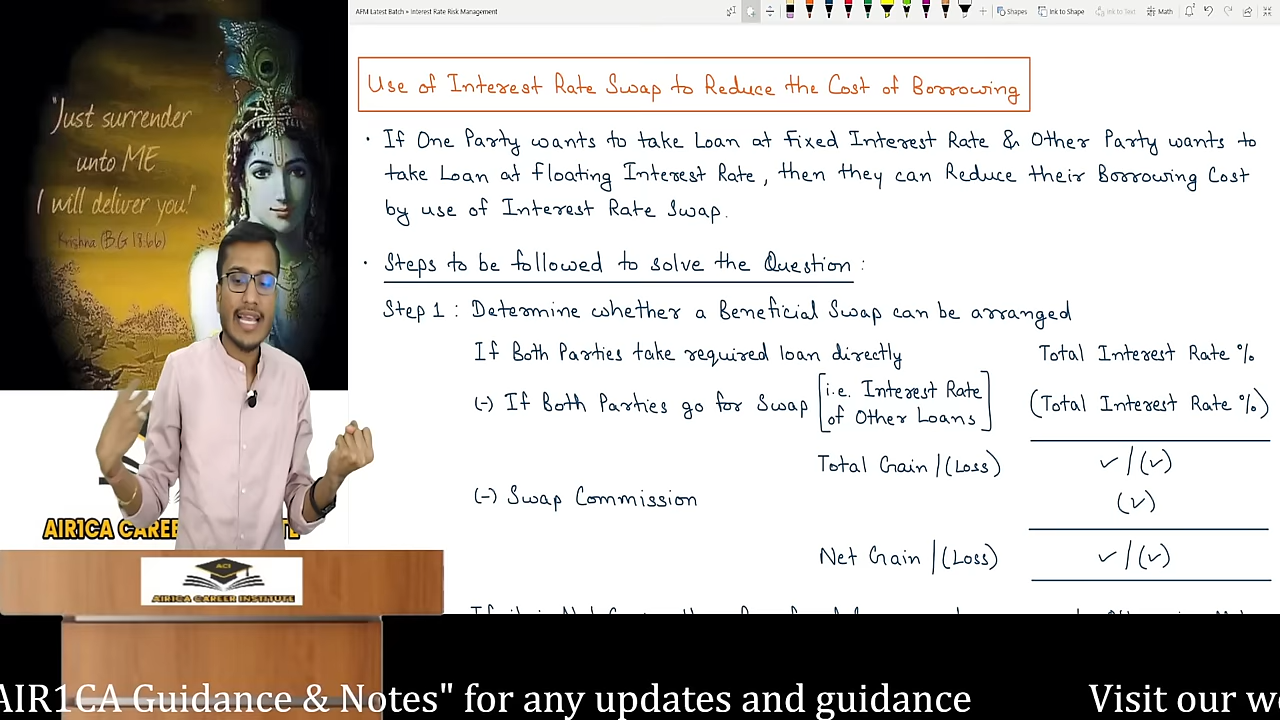 AFM Latest Batch » Interest Rate Risk Management
Shapes
Ink to Shape
Ink to Text
Math
"Just surrender
unto ME
I will deliver you!"
Krishna (BG 18:66)
Use of Interest Rate Swap to Reduce the Cost of Borrowing
• If One Party wants to take Loan at Fixed Interest Rate & Other Party wants to
take Loan at floating Interest Rate, then they can Reduce their Borrowing Cost
by use of Interest Rate Swap.
• Steps to be followed to solve the Question :
Step 1 : Determine whether a Beneficial Swap can be arranged
If Both Parties take required loan directly Total Interest Rate %
(-) If Both Parties go for Swap [i.e. Interest Rate of Other Loans] (Total Interest Rate %)
Total Gain / (Loss) ✓ / (✓)
(-) Swap Commission (✓)
Net Gain / (Loss) ✓ / (✓)
AIR1CA CAREE
TE
ACI
AIR1CA CAREER INSTITUTE
AIR1CA Guidance & Notes" for any updates and guidance Visit our w